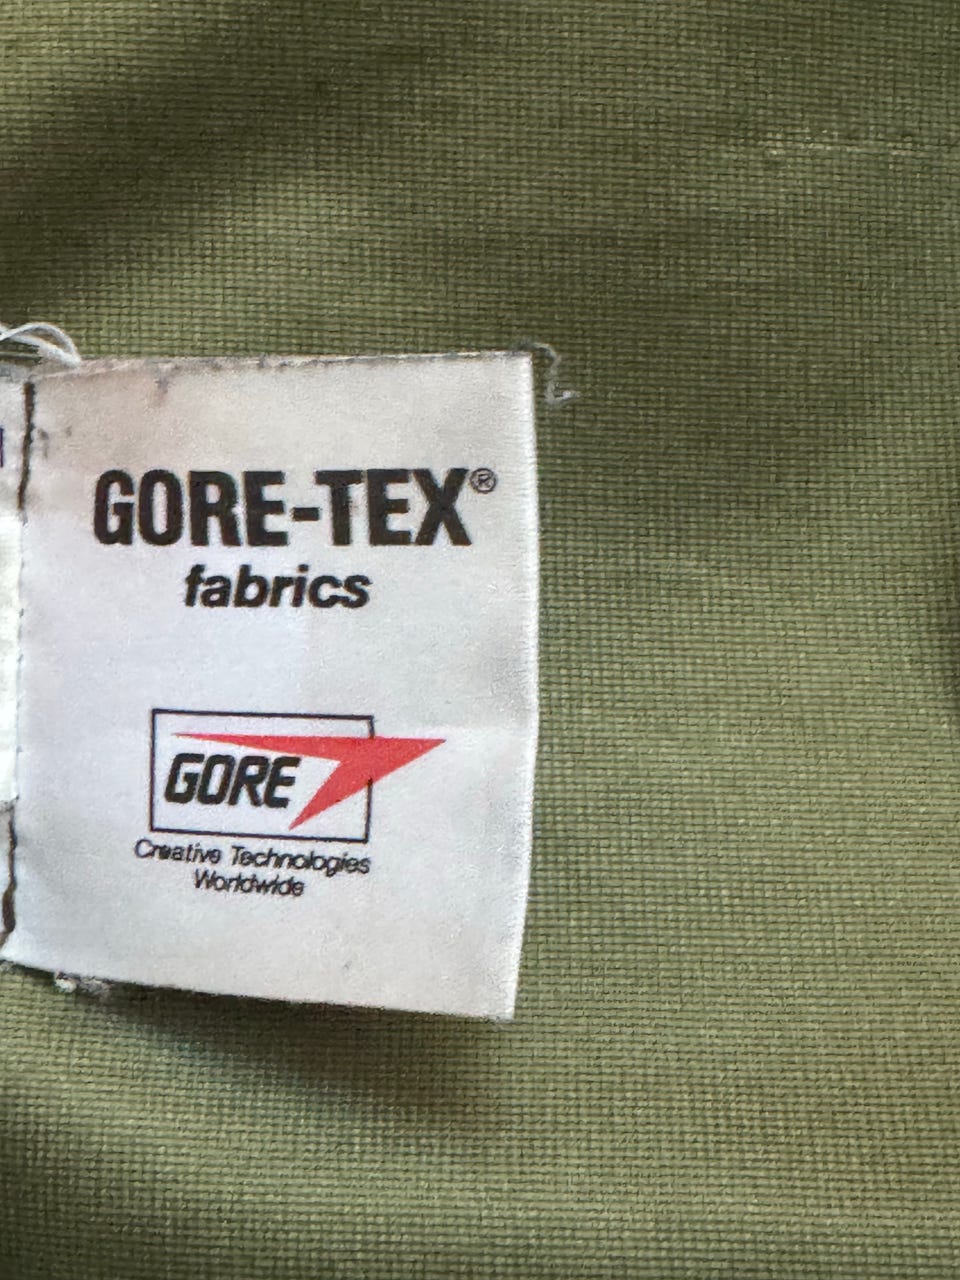 GORE-TEX®
fabrics
GORE
Creative Technologies
Worldwide